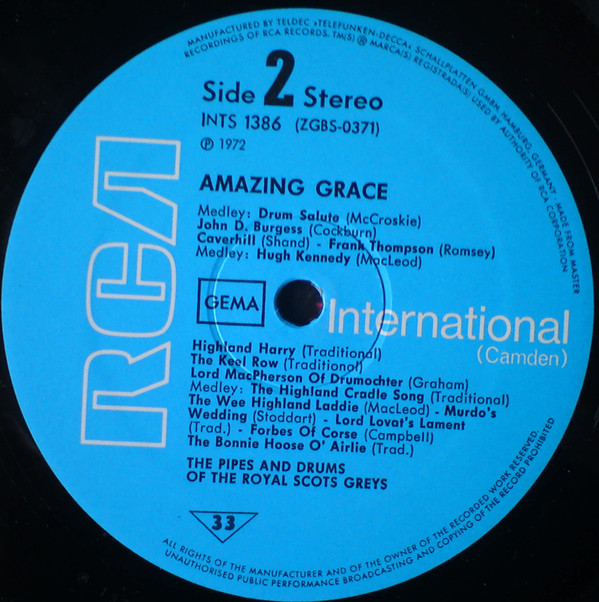 MANUFACTURED BY TELDEC »TELEFUNKEN-DECCA« SCHALLPLATTEN GMBH, HAMBURG, GERMANY · MADE FROM MASTER
RECORDINGS OF RCA RECORDS. TM(S) ® MARCA(S) REGISTRADA(S) USED BY AUTHORITY OF RCA CORPORATION
Side 2 Stereo
INTS 1386 (ZGBS-0371)
℗ 1972
RCA
AMAZING GRACE
Medley: Drum Salute (McCroskie)
John D. Burgess (Cockburn)
Caverhill (Shand) - Frank Thompson (Ramsey)
Medley: Hugh Kennedy (MacLeod)
GEMA
International
(Camden)
Highland Harry (Traditional)
The Keel Row (Traditional)
Lord MacPherson Of Drumochter (Graham)
Medley: The Highland Cradle Song (Traditional)
The Wee Highland Laddie (MacLeod) - Murdo's
Wedding (Stoddart) - Lord Lovat's Lament
(Trad.) - Forbes Of Corse (Campbell)
The Bonnie Hoose O' Airlie (Trad.)
THE PIPES AND DRUMS
OF THE ROYAL SCOTS GREYS
33
ALL RIGHTS OF THE MANUFACTURER AND OF THE OWNER OF THE RECORDED WORK RESERVED.
UNAUTHORISED PUBLIC PERFORMANCE BROADCASTING AND COPYING OF THE RECORD PROHIBITED